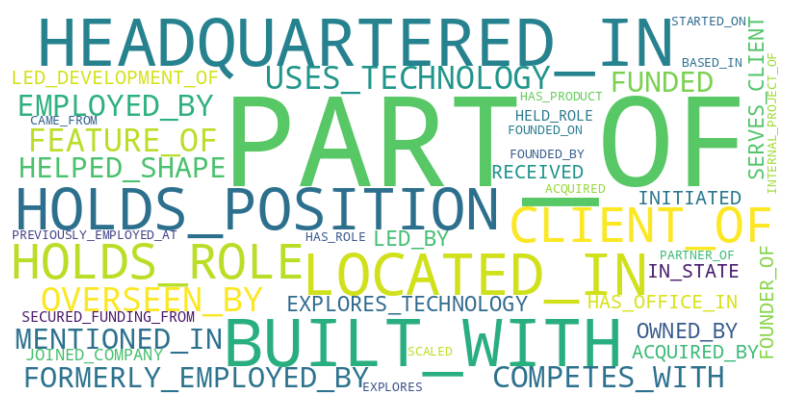 HEADQUARTERED_IN
STARTED_ON
BASED_IN
LED_DEVELOPMENT_OF
USES_TECHNOLOGY
FUNDED
SERVES_CLIENT
INTERNAL_PROJECT_OF
EMPLOYED_BY
PART_OF
HAS_PRODUCT
HELD_ROLE
CAME_FROM
FOUNDED_ON
FEATURE_OF
HELPED_SHAPE
FOUNDED_BY
RECEIVED
ACQUIRED
HOLDS_POSITION
INITIATED
CLIENT_OF
PREVIOUSLY_EMPLOYED_AT
HAS_ROLE
LED_BY
HOLDS_ROLE
LOCATED_IN
PARTNER_OF
IN_STATE
FOUNDER_OF
OVERSEEN_BY
EXPLORES_TECHNOLOGY
HAS_OFFICE_IN
SECURED_FUNDING_FROM
MENTIONED_IN
BUILT_WITH
OWNED_BY
JOINED_COMPANY
SCALED
ACQUIRED_BY
FORMERLY_EMPLOYED_BY
EXPLORES
COMPETES_WITH